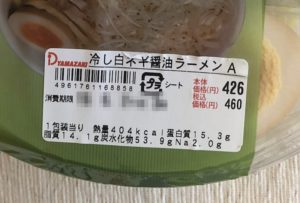 YAMAZAKI 冷し白ネギ醤油ラーメン A
4961761168858
プラ シート
本体価格(円) 426
税込価格(円) 460
消費期限
1包装当り 熱量404kcal蛋白質15.3g
脂質14.1g炭水化物53.9gNa2.0g